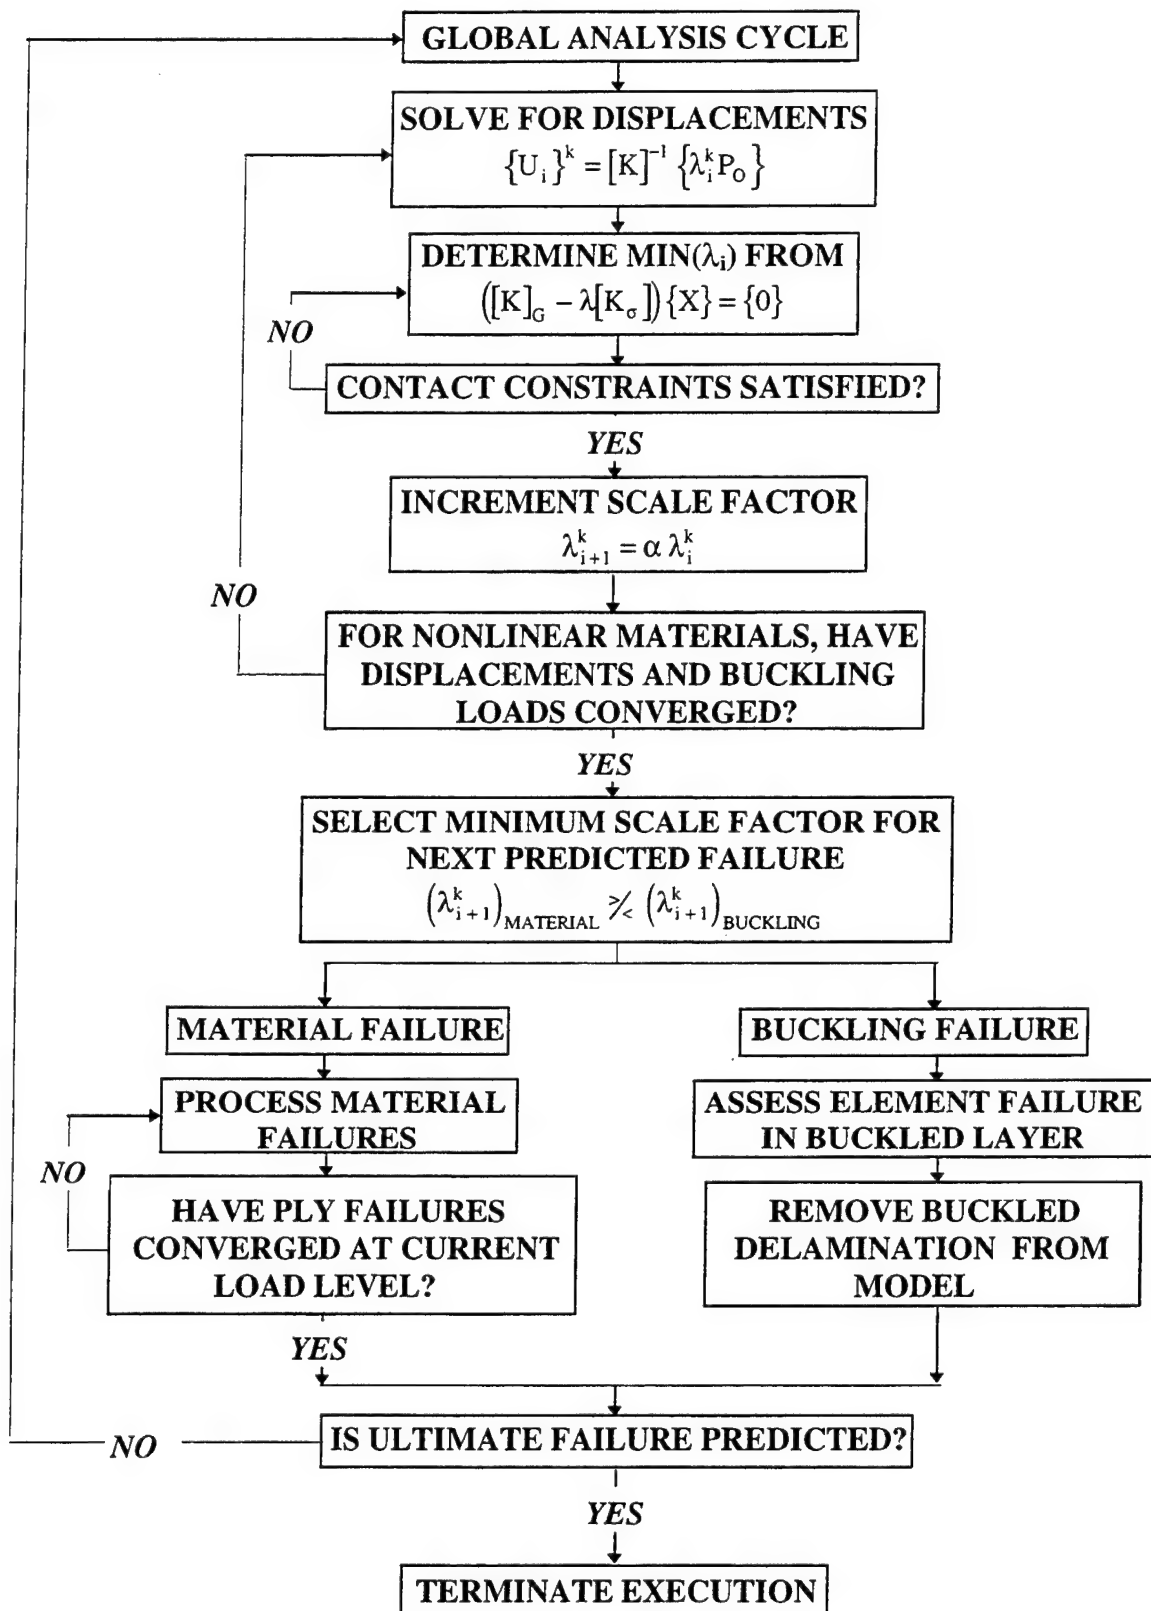 GLOBAL ANALYSIS CYCLE
SOLVE FOR DISPLACEMENTS
{U_i}^k = [K]^{-1} {λ_i^k P_O}
DETERMINE MIN(λ_i) FROM
([K]_G − λ[K_σ]){X} = {0}
NO
CONTACT CONSTRAINTS SATISFIED?
YES
INCREMENT SCALE FACTOR
λ_{i+1}^k = α λ_i^k
NO
FOR NONLINEAR MATERIALS, HAVE
DISPLACEMENTS AND BUCKLING
LOADS CONVERGED?
YES
SELECT MINIMUM SCALE FACTOR FOR
NEXT PREDICTED FAILURE
(λ_{i+1}^k)_{MATERIAL} >/< (λ_{i+1}^k)_{BUCKLING}
MATERIAL FAILURE
PROCESS MATERIAL
FAILURES
NO
HAVE PLY FAILURES
CONVERGED AT CURRENT
LOAD LEVEL?
YES
BUCKLING FAILURE
ASSESS ELEMENT FAILURE
IN BUCKLED LAYER
REMOVE BUCKLED
DELAMINATION FROM
MODEL
NO
IS ULTIMATE FAILURE PREDICTED?
YES
TERMINATE EXECUTION